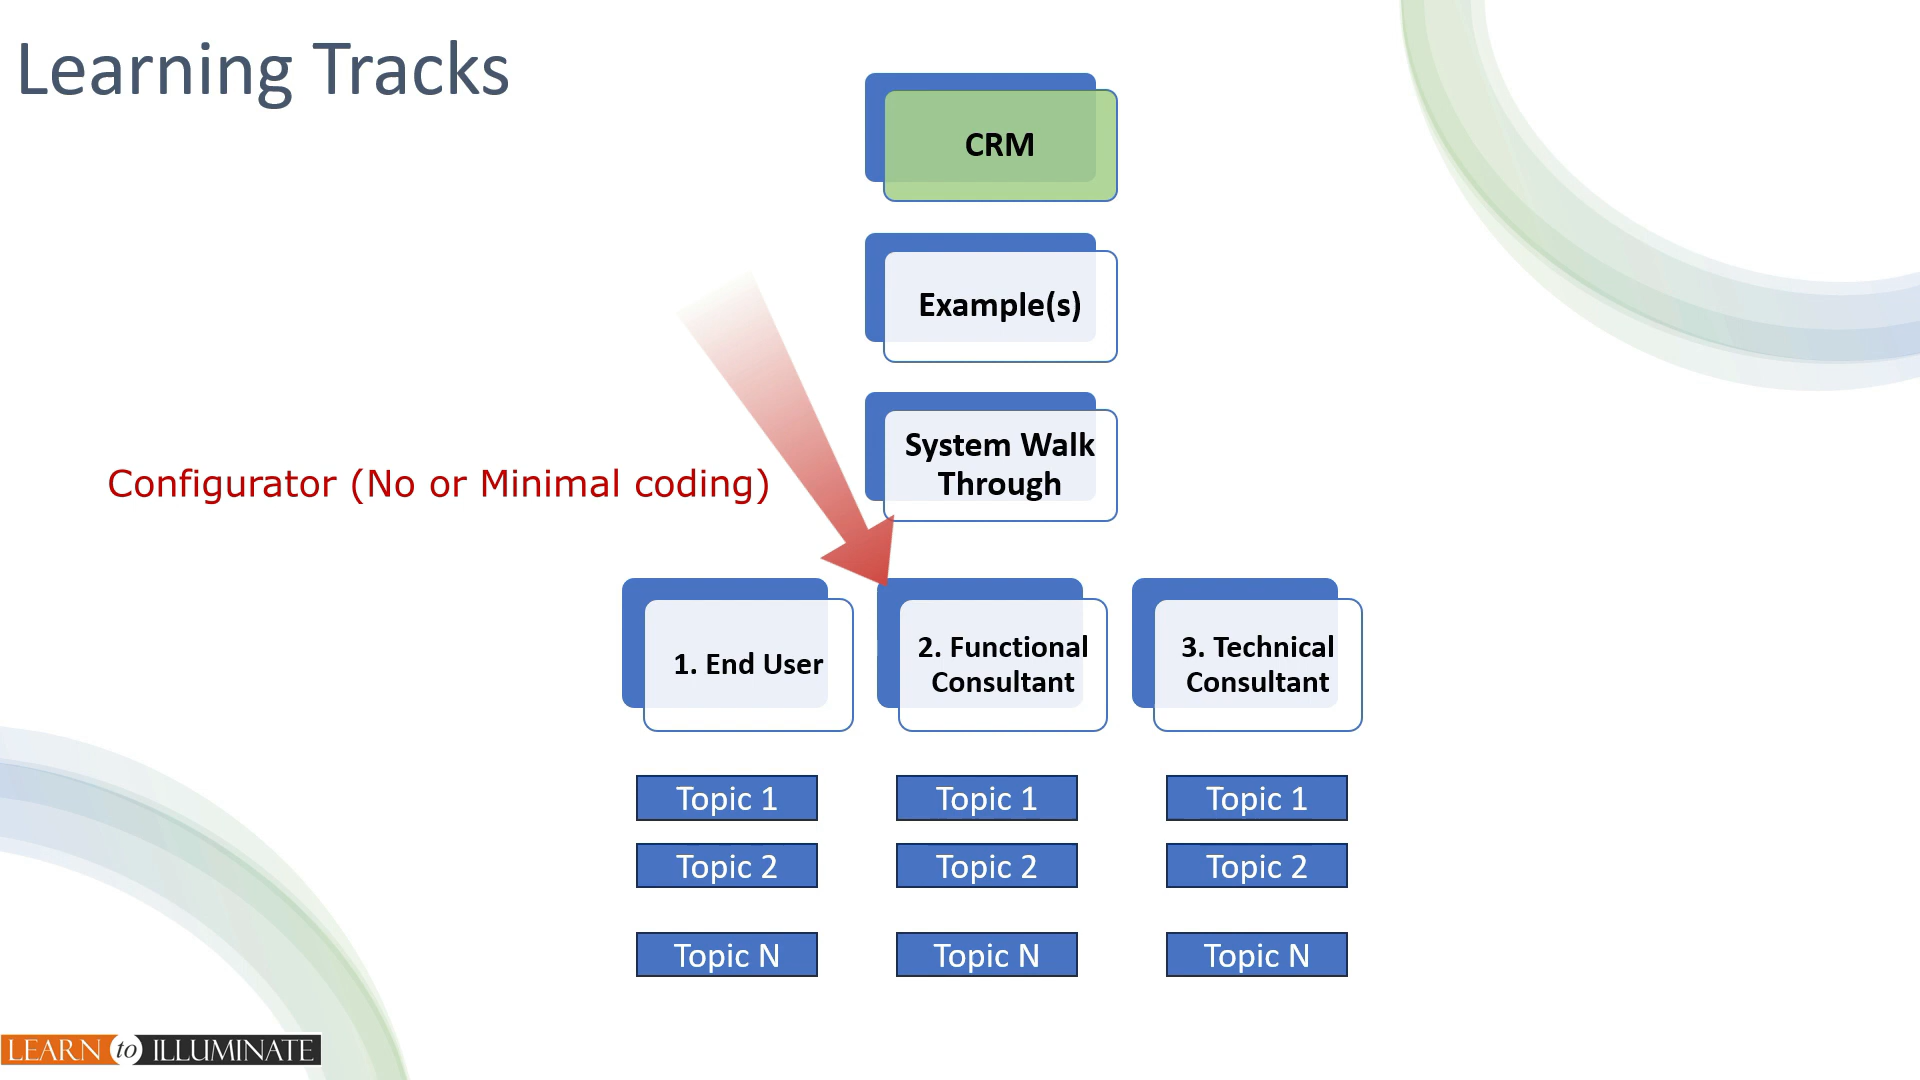 Learning Tracks
CRM
Example(s)
System Walk
Through
Configurator (No or Minimal coding)
1. End User
2. Functional
Consultant
3. Technical
Consultant
Topic 1
Topic 1
Topic 1
Topic 2
Topic 2
Topic 2
Topic N
Topic N
Topic N
LEARN to ILLUMINATE